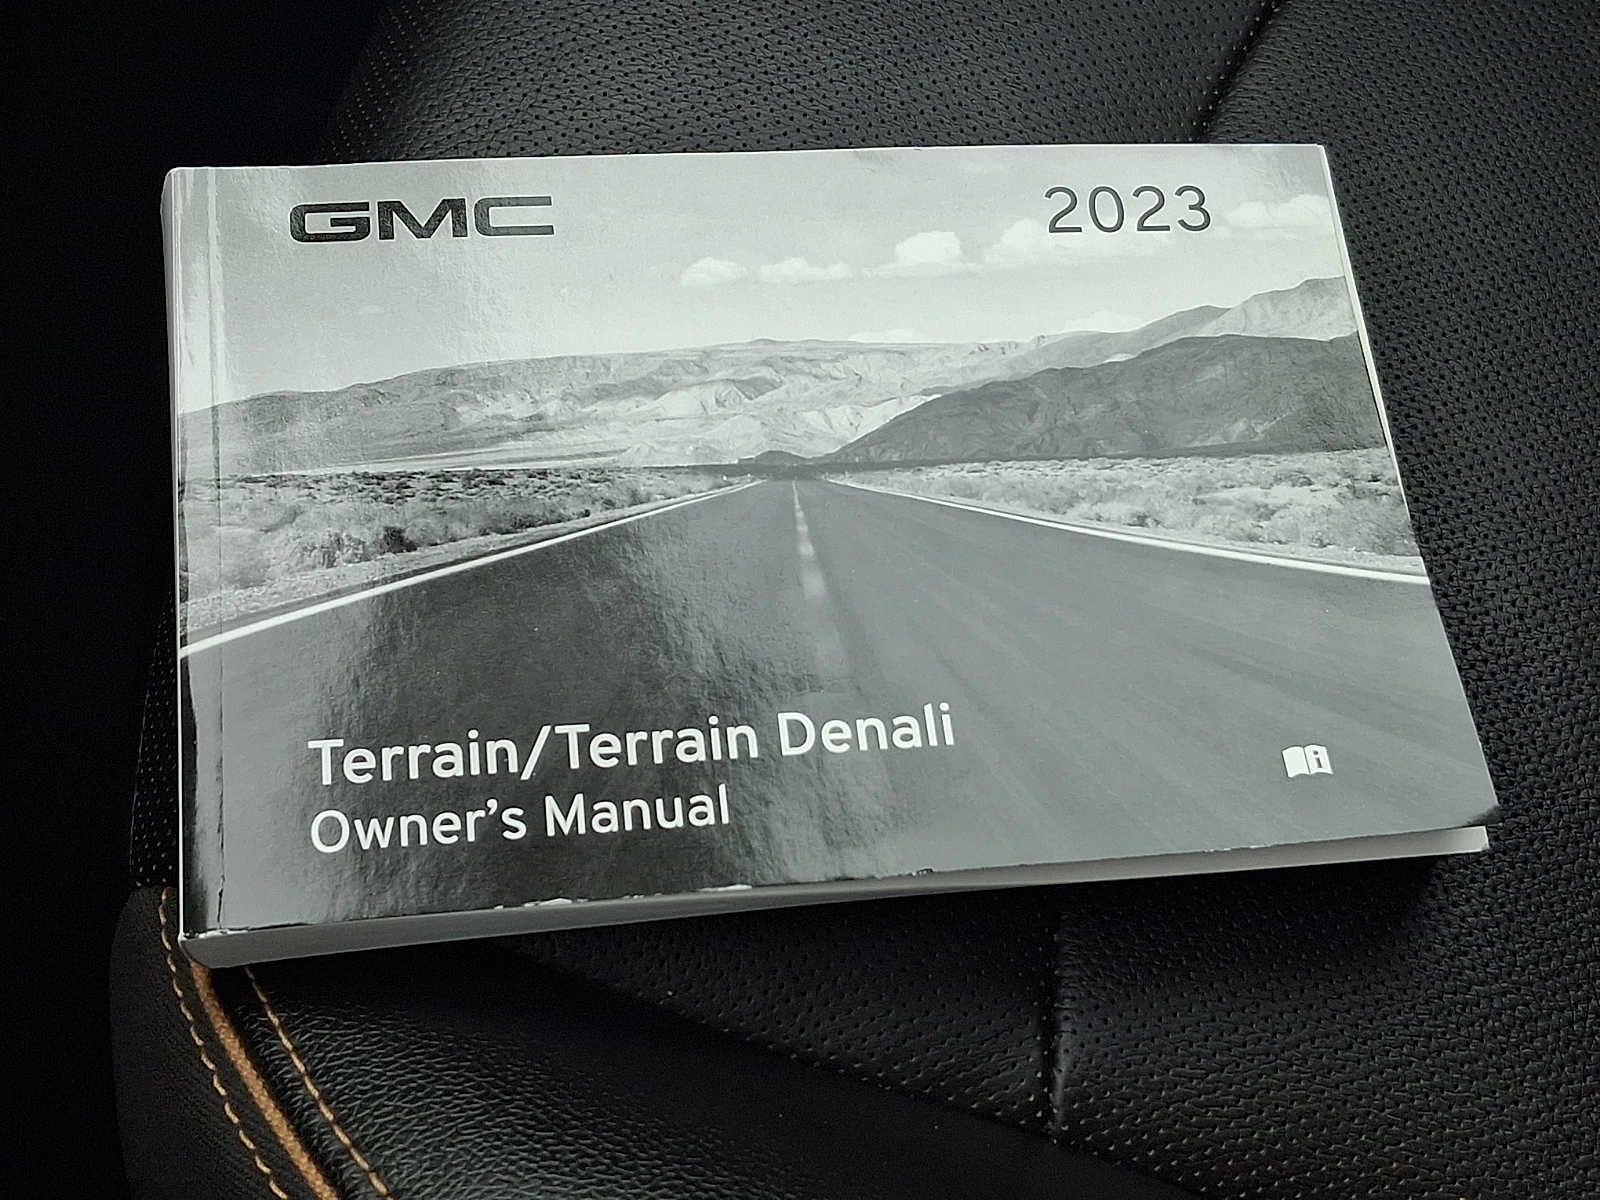 GMC
2023
Terrain/Terrain Denali
Owner's Manual